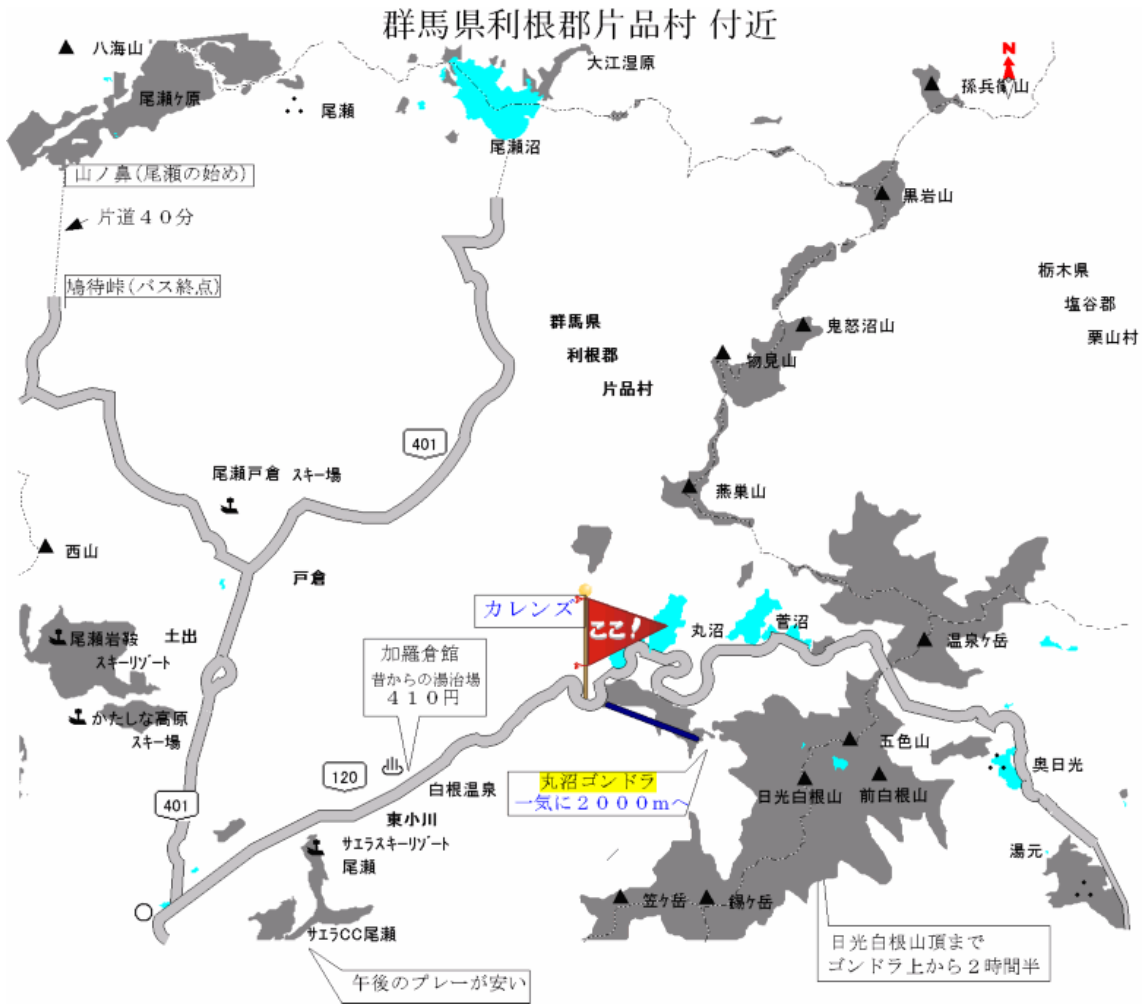 群馬県利根郡片品村 付近
八海山
尾瀬ヶ原
尾瀬
大江湿原
尾瀬沼
N
孫兵衛山
山ノ鼻(尾瀬の始め)
片道40分
鳩待峠(バス終点)
黒岩山
栃木県
塩谷郡
栗山村
群馬県
利根郡
片品村
鬼怒沼山
物見山
401
尾瀬戸倉 スキー場
燕巣山
西山
戸倉
カレンズ
ここ!
丸沼
菅沼
尾瀬岩鞍
スキーリゾート
土出
加羅倉館
昔からの湯治場
410円
温泉ヶ岳
かたしな高原
スキー場
五色山
奥日光
120
白根温泉
丸沼ゴンドラ
一気に2000mへ
日光白根山
前白根山
401
東小川
サエラスキーリゾート
尾瀬
湯元
笠ケ岳
錫ケ岳
サエラCC尾瀬
日光白根山頂まで
ゴンドラ上から2時間半
午後のプレーが安い